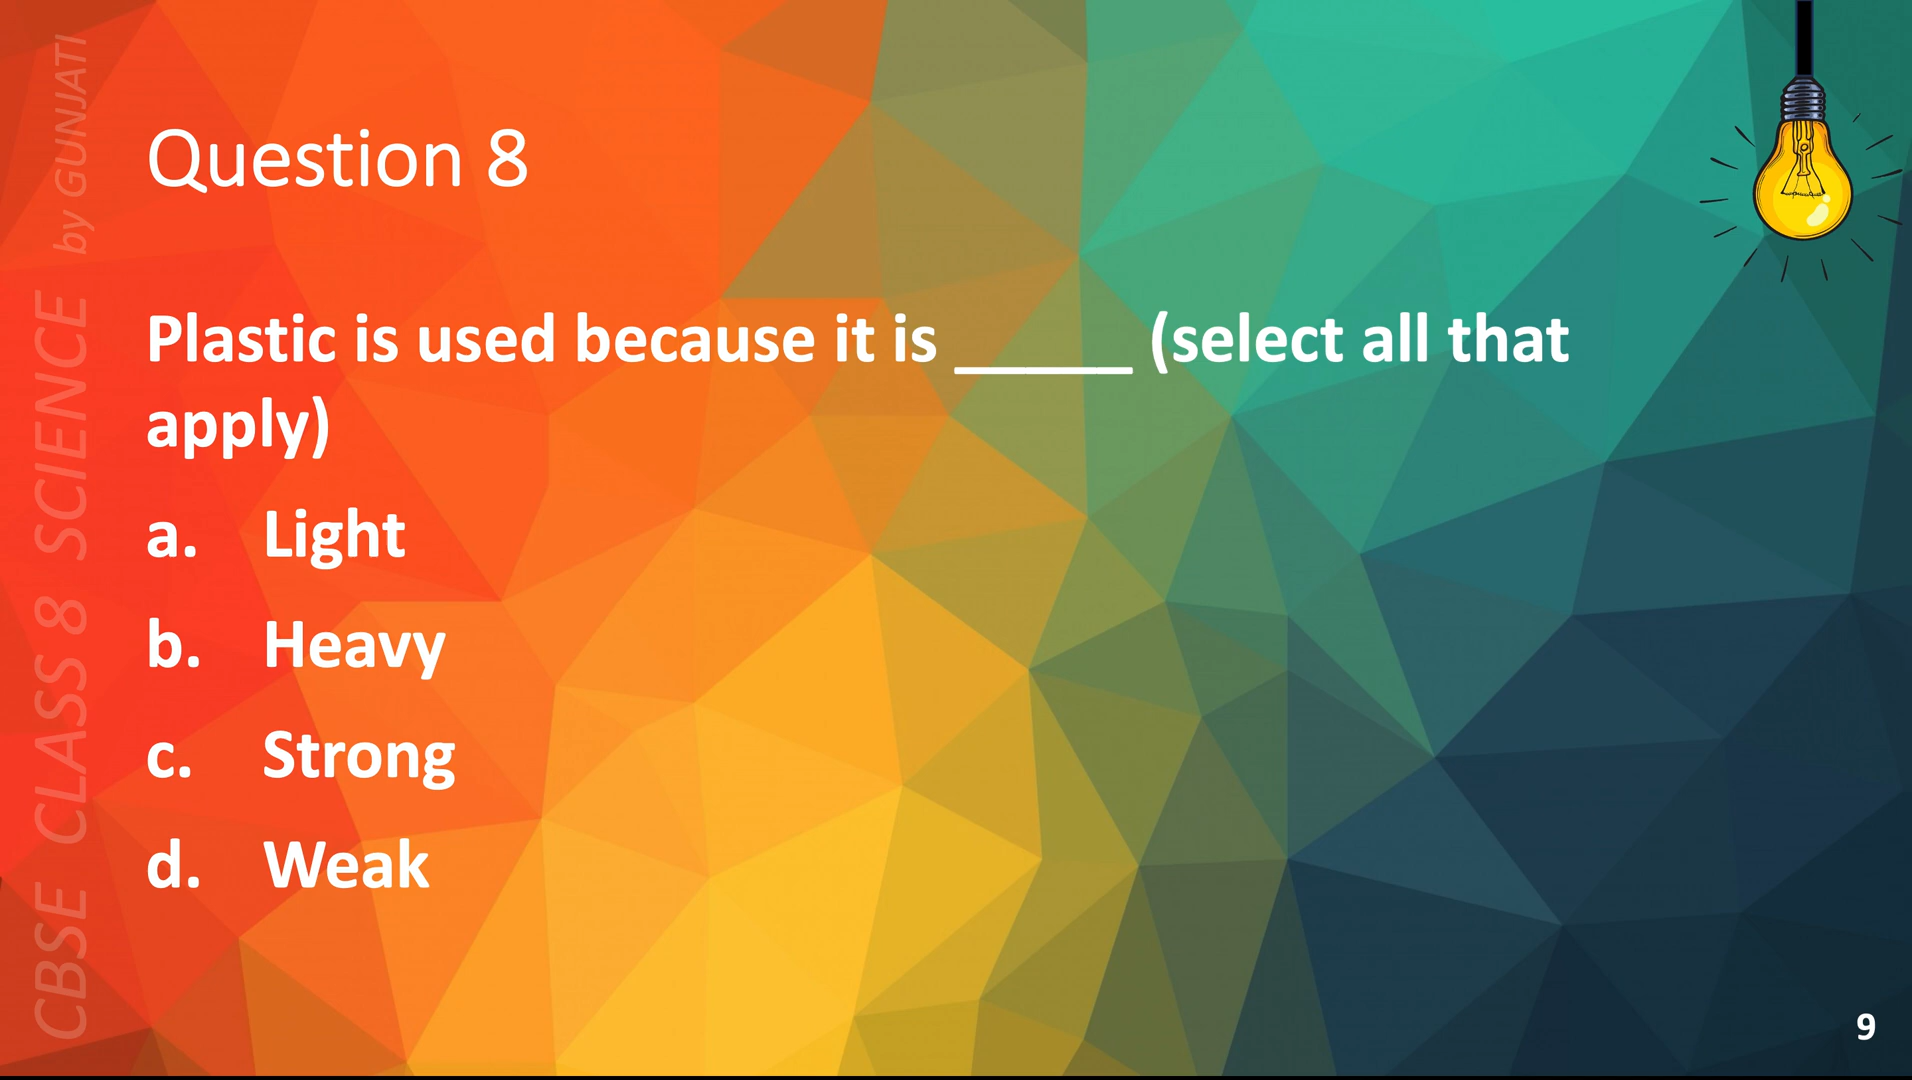 Question 8
Plastic is used because it is _____ (select all that
apply)
a. Light
b. Heavy
c. Strong
d. Weak
CBSE CLASS 8 SCIENCE by GUNJATI
9